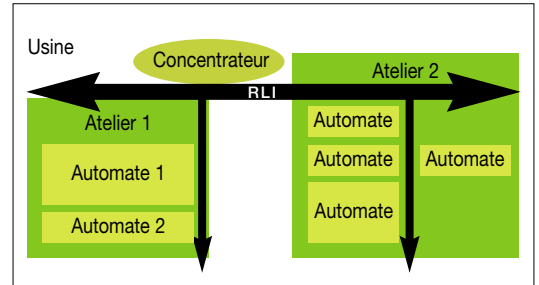 Usine
Concentrateur
Atelier 2
RLI
Atelier 1
Automate 1
Automate 2
Automate
Automate
Automate
Automate